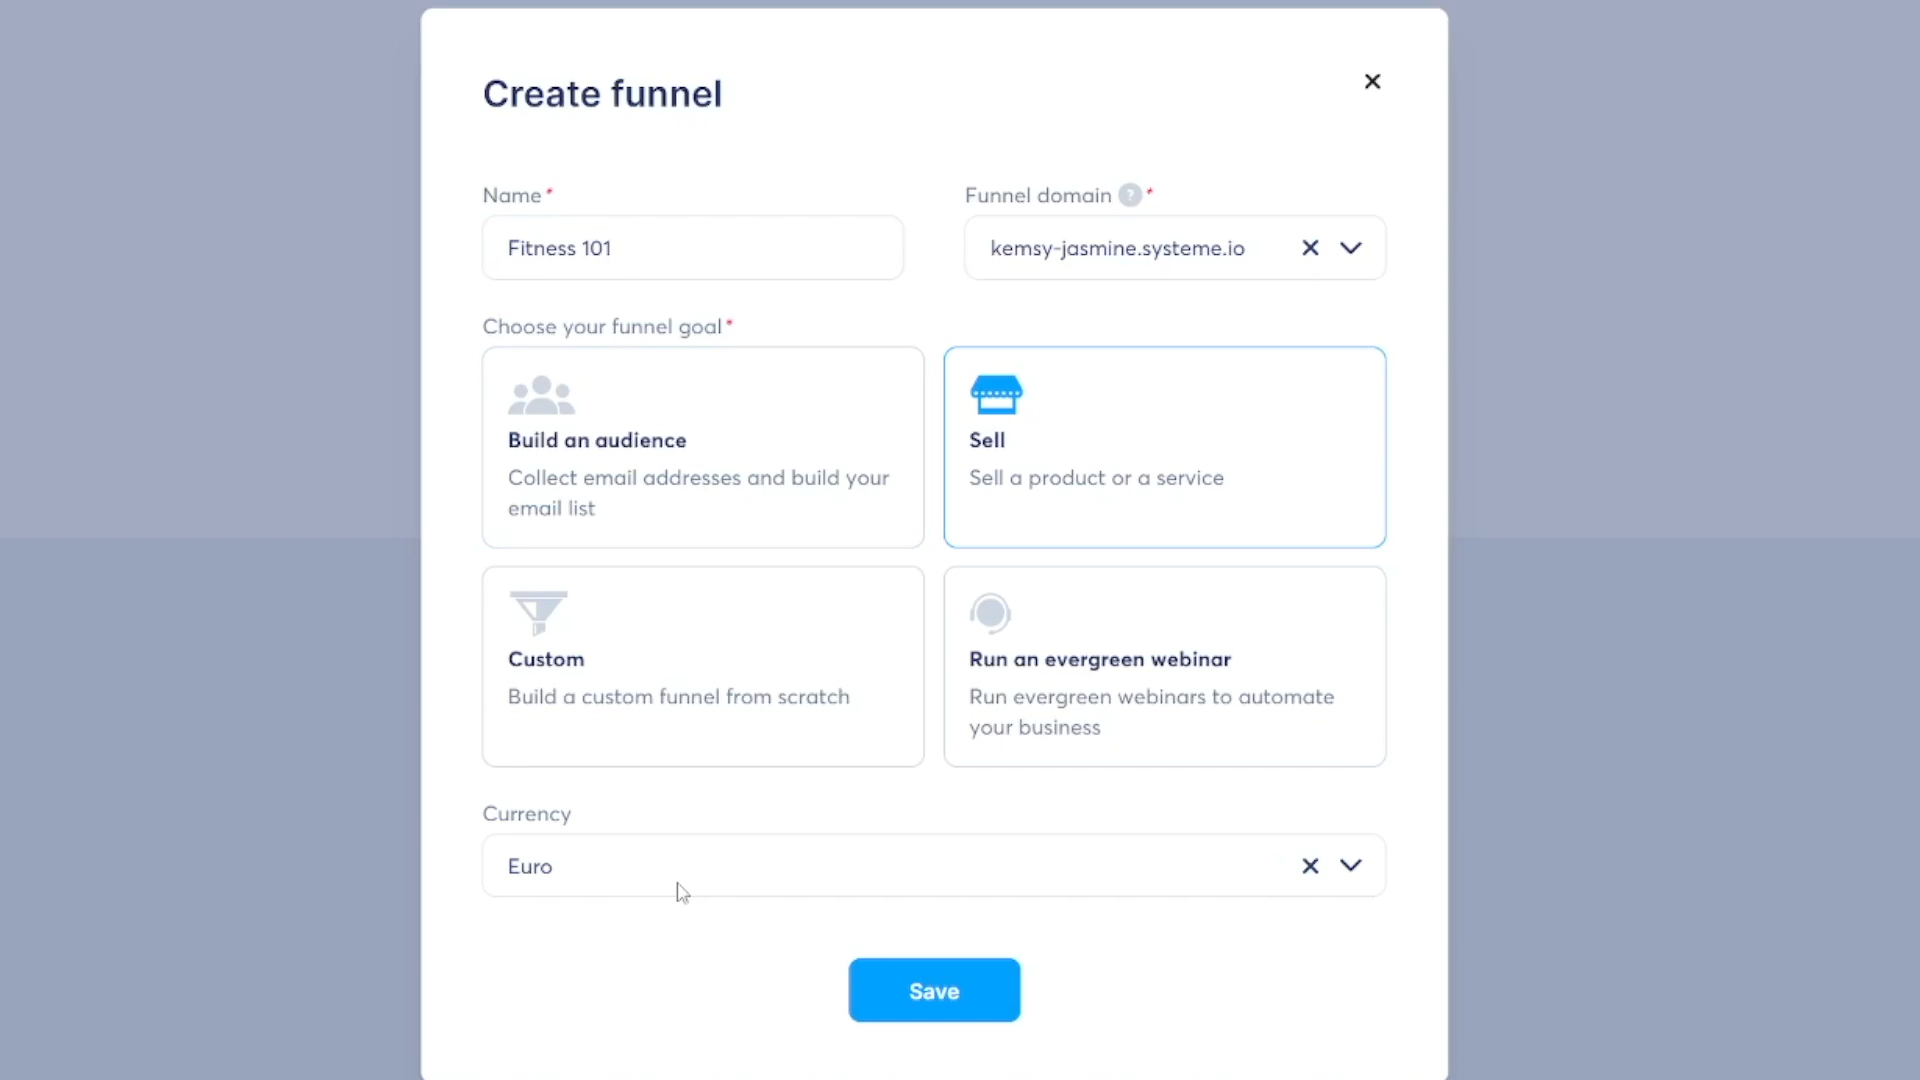 Create funnel
Name *
Funnel domain ? *
Fitness 101
kemsy-jasmine.systeme.io
Choose your funnel goal *
Build an audience
Collect email addresses and build your
email list
Sell
Sell a product or a service
Custom
Build a custom funnel from scratch
Run an evergreen webinar
Run evergreen webinars to automate
your business
Currency
Euro
Save